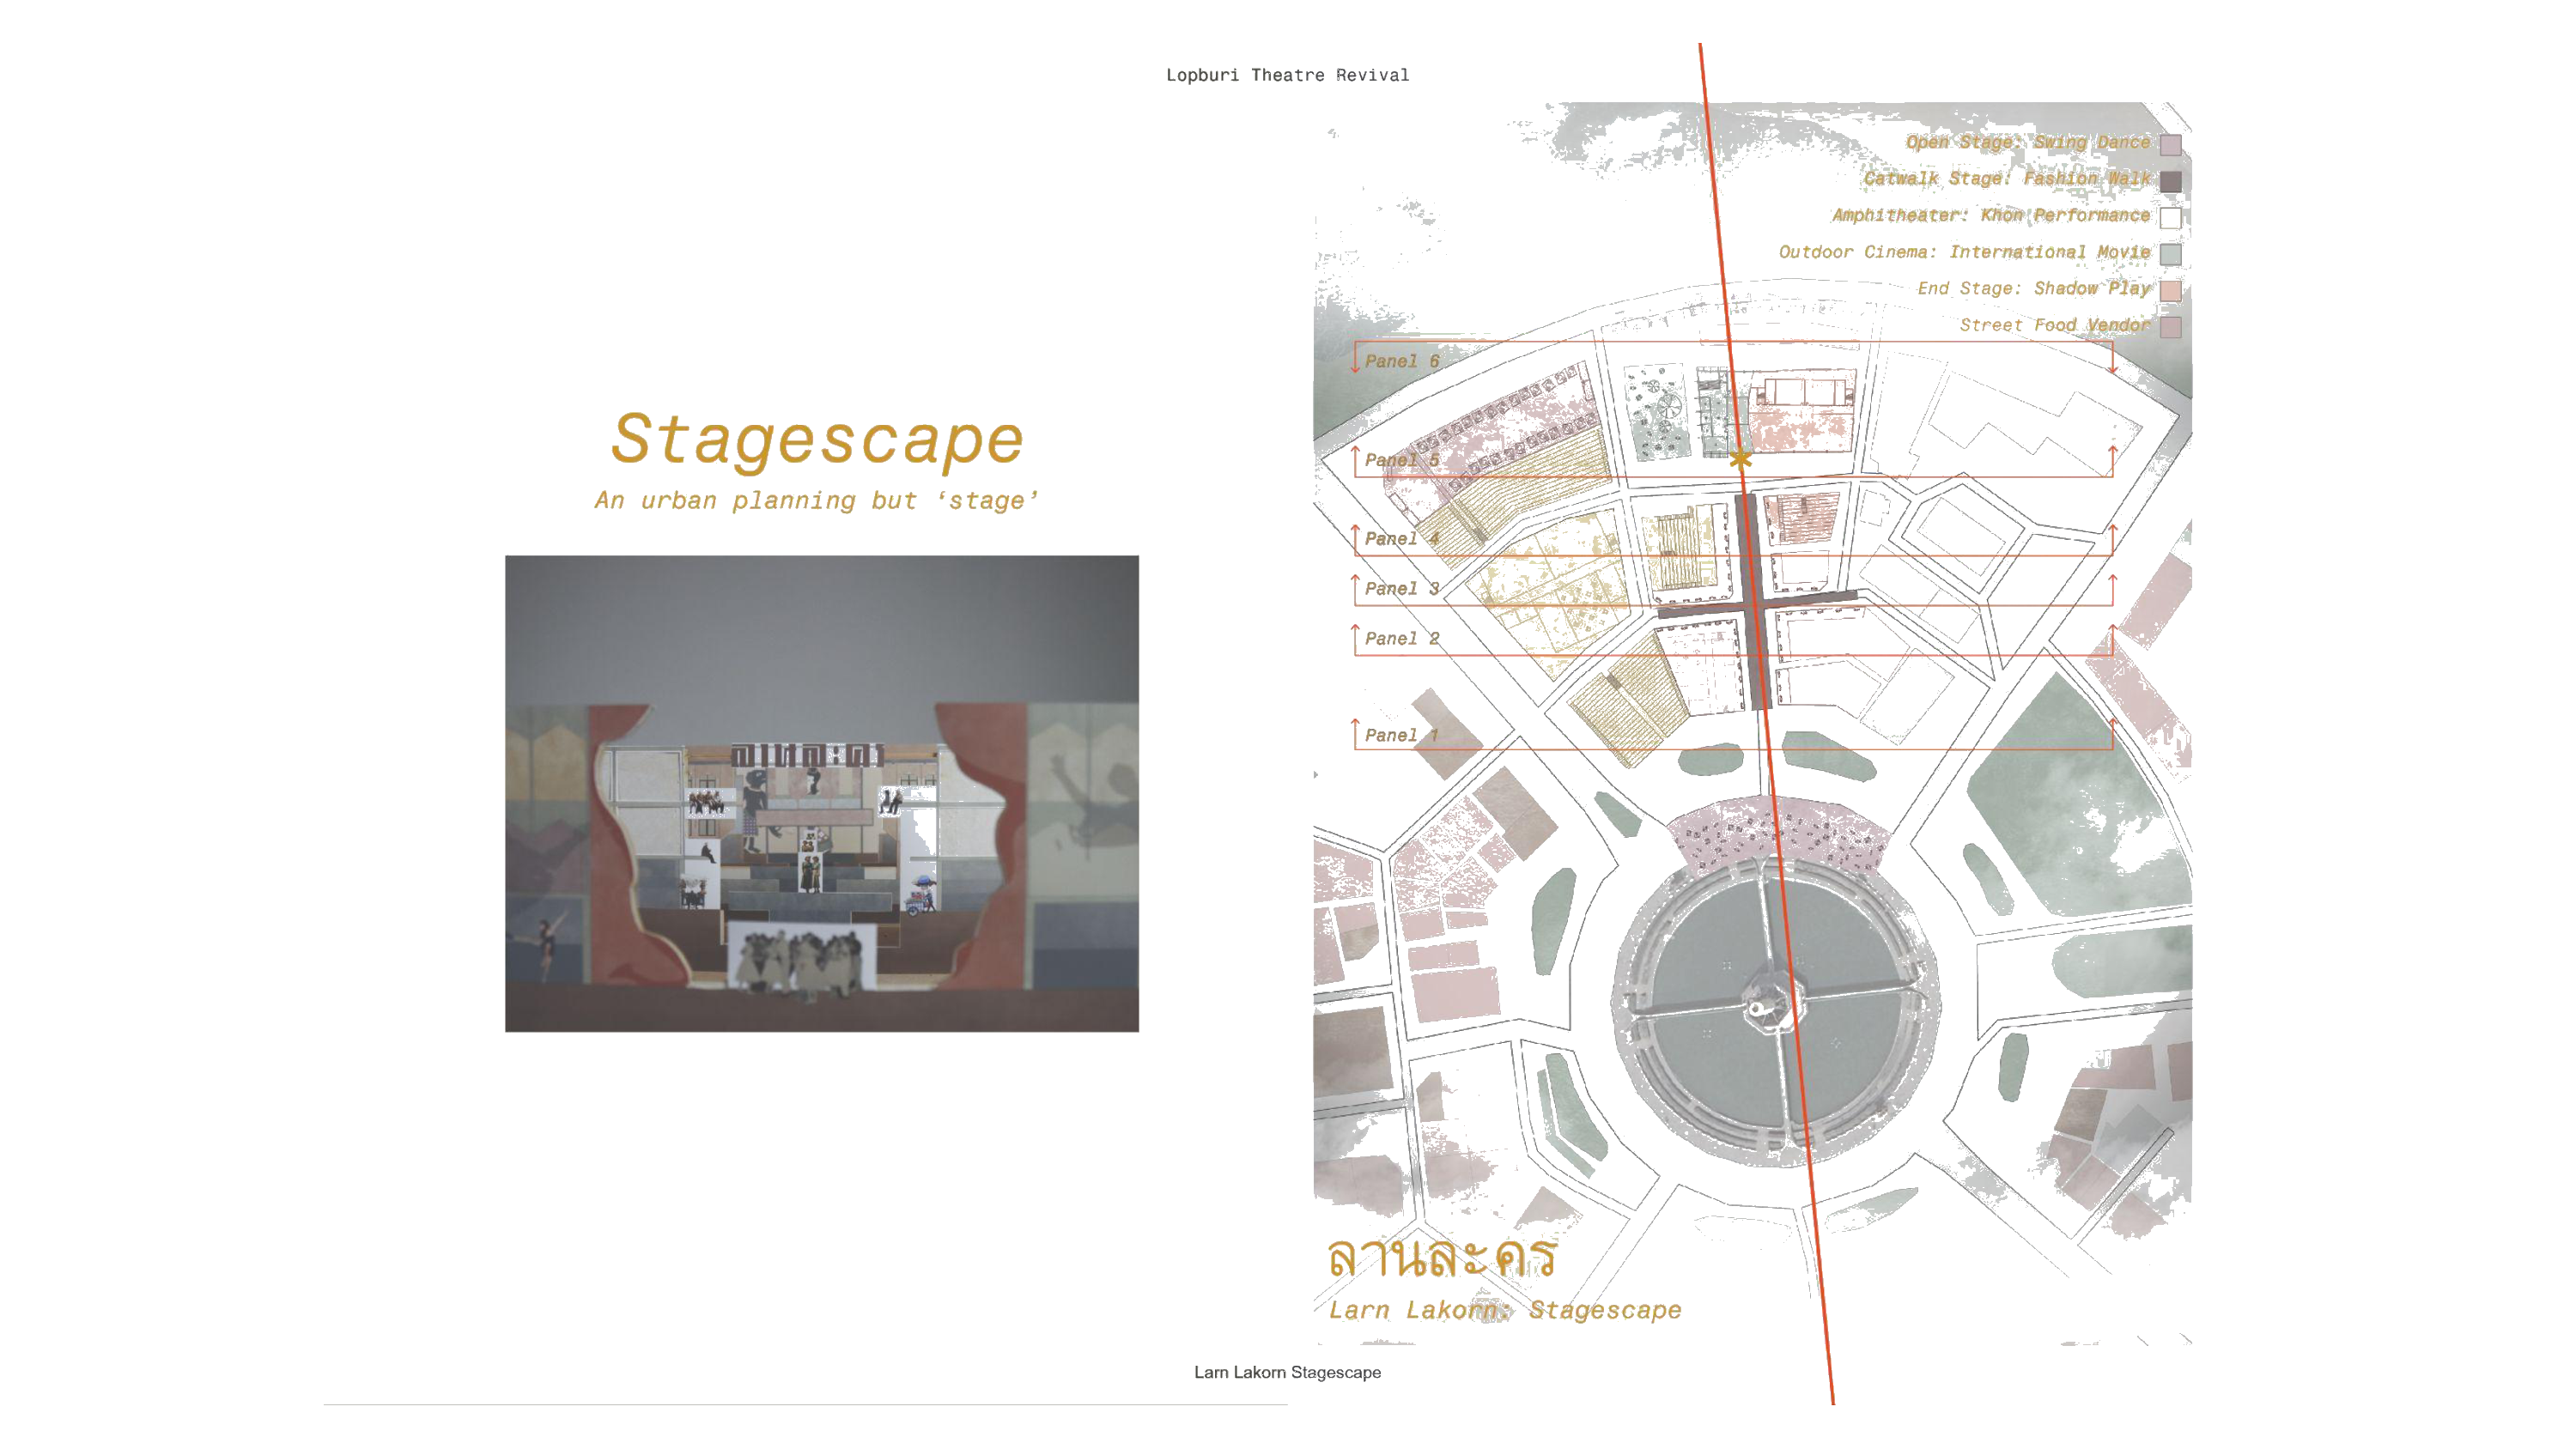 Lopburi Theatre Revival
Stagescape
An urban planning but ‘stage’
Open Stage: Swing Dance
Catwalk Stage: Fashion Walk
Amphitheater: Khon Performance
Outdoor Cinema: International Movie
End Stage: Shadow Play
Street Food Vendor
Panel 6
Panel 5
Panel 4
Panel 3
Panel 2
Panel 1
ลานละคร
Larn Lakorn: Stagescape
Larn Lakorn Stagescape